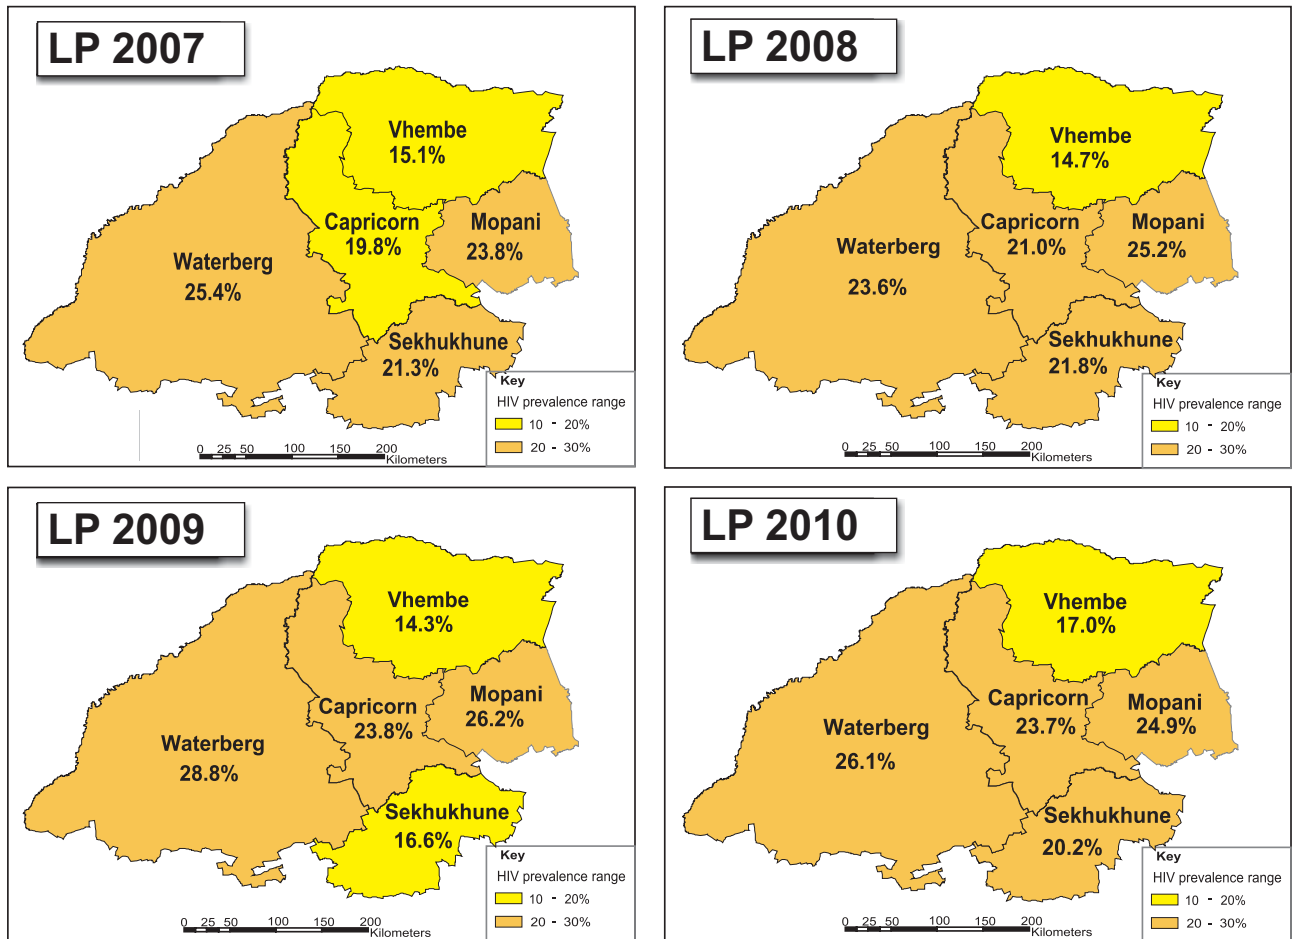 LP 2007
Vhembe
15.1%
Capricorn
19.8%
Mopani
23.8%
Waterberg
25.4%
Sekhukhune
21.3%
Key
HIV prevalence range
10 - 20%
20 - 30%
0 25 50 100 150 200
Kilometers
LP 2008
Vhembe
14.7%
Capricorn
21.0%
Mopani
25.2%
Waterberg
23.6%
Sekhukhune
21.8%
Key
HIV prevalence range
10 - 20%
20 - 30%
0 25 50 100 150 200
Kilometers
LP 2009
Vhembe
14.3%
Mopani
26.2%
Capricorn
23.8%
Waterberg
28.8%
Sekhukhune
16.6%
Key
HIV prevalence range
10 - 20%
20 - 30%
0 25 50 100 150 200
Kilometers
LP 2010
Vhembe
17.0%
Capricorn
23.7%
Mopani
24.9%
Waterberg
26.1%
Sekhukhune
20.2%
Key
HIV prevalence range
10 - 20%
20 - 30%
0 25 50 100 150 200
Kilometers